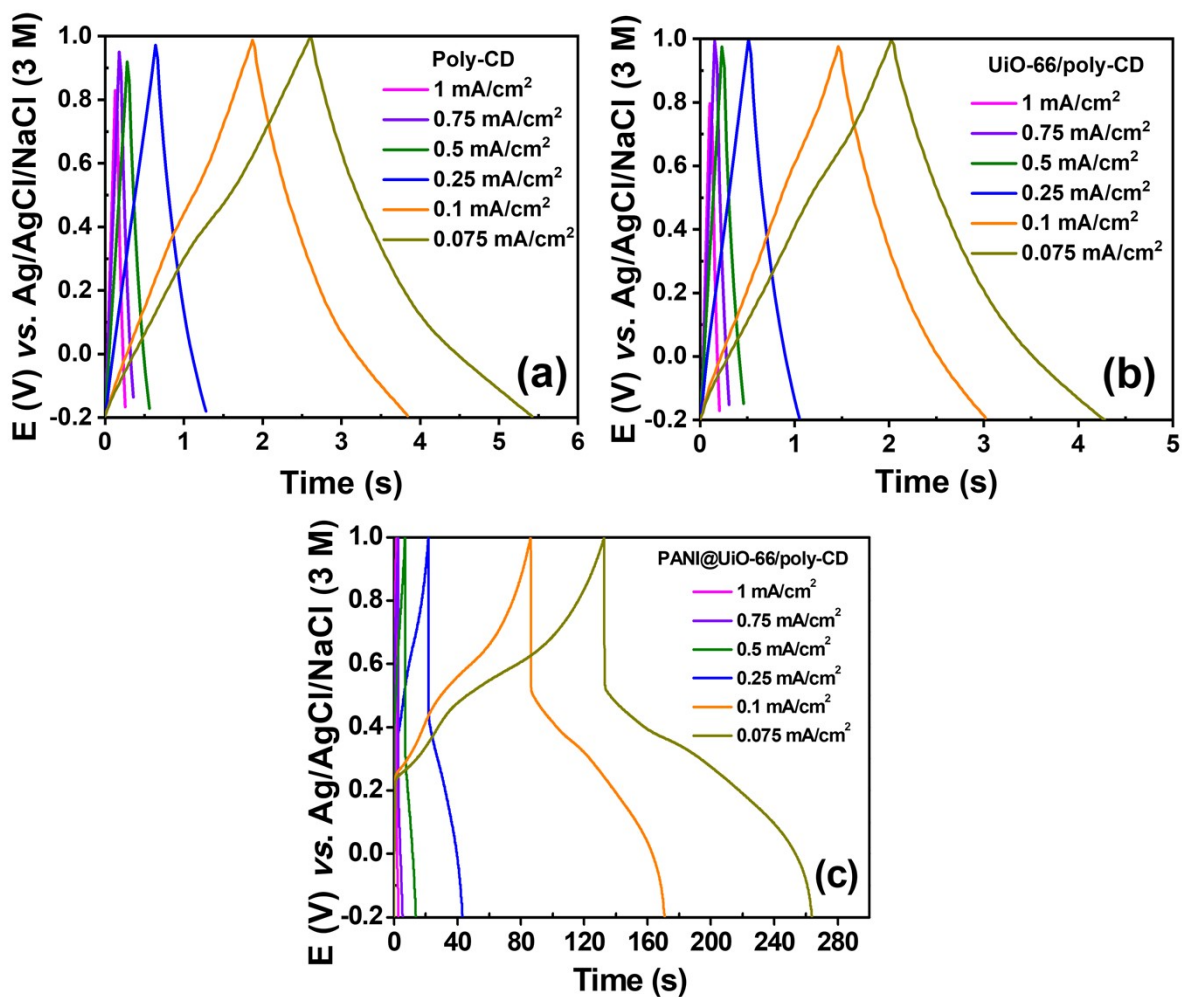 E (V) vs. Ag/AgCl/NaCl (3 M)
1.0
0.8
0.6
0.4
0.2
0.0
-0.2
Poly-CD
1 mA/cm²
0.75 mA/cm²
0.5 mA/cm²
0.25 mA/cm²
0.1 mA/cm²
0.075 mA/cm²
(a)
0 1 2 3 4 5 6
Time (s)
E (V) vs. Ag/AgCl/NaCl (3 M)
1.0
0.8
0.6
0.4
0.2
0.0
-0.2
UiO-66/poly-CD
1 mA/cm²
0.75 mA/cm²
0.5 mA/cm²
0.25 mA/cm²
0.1 mA/cm²
0.075 mA/cm²
(b)
0 1 2 3 4 5
Time (s)
E (V) vs. Ag/AgCl/NaCl (3 M)
1.0
0.8
0.6
0.4
0.2
0.0
-0.2
PANI@UiO-66/poly-CD
1 mA/cm²
0.75 mA/cm²
0.5 mA/cm²
0.25 mA/cm²
0.1 mA/cm²
0.075 mA/cm²
(c)
0 40 80 120 160 200 240 280
Time (s)